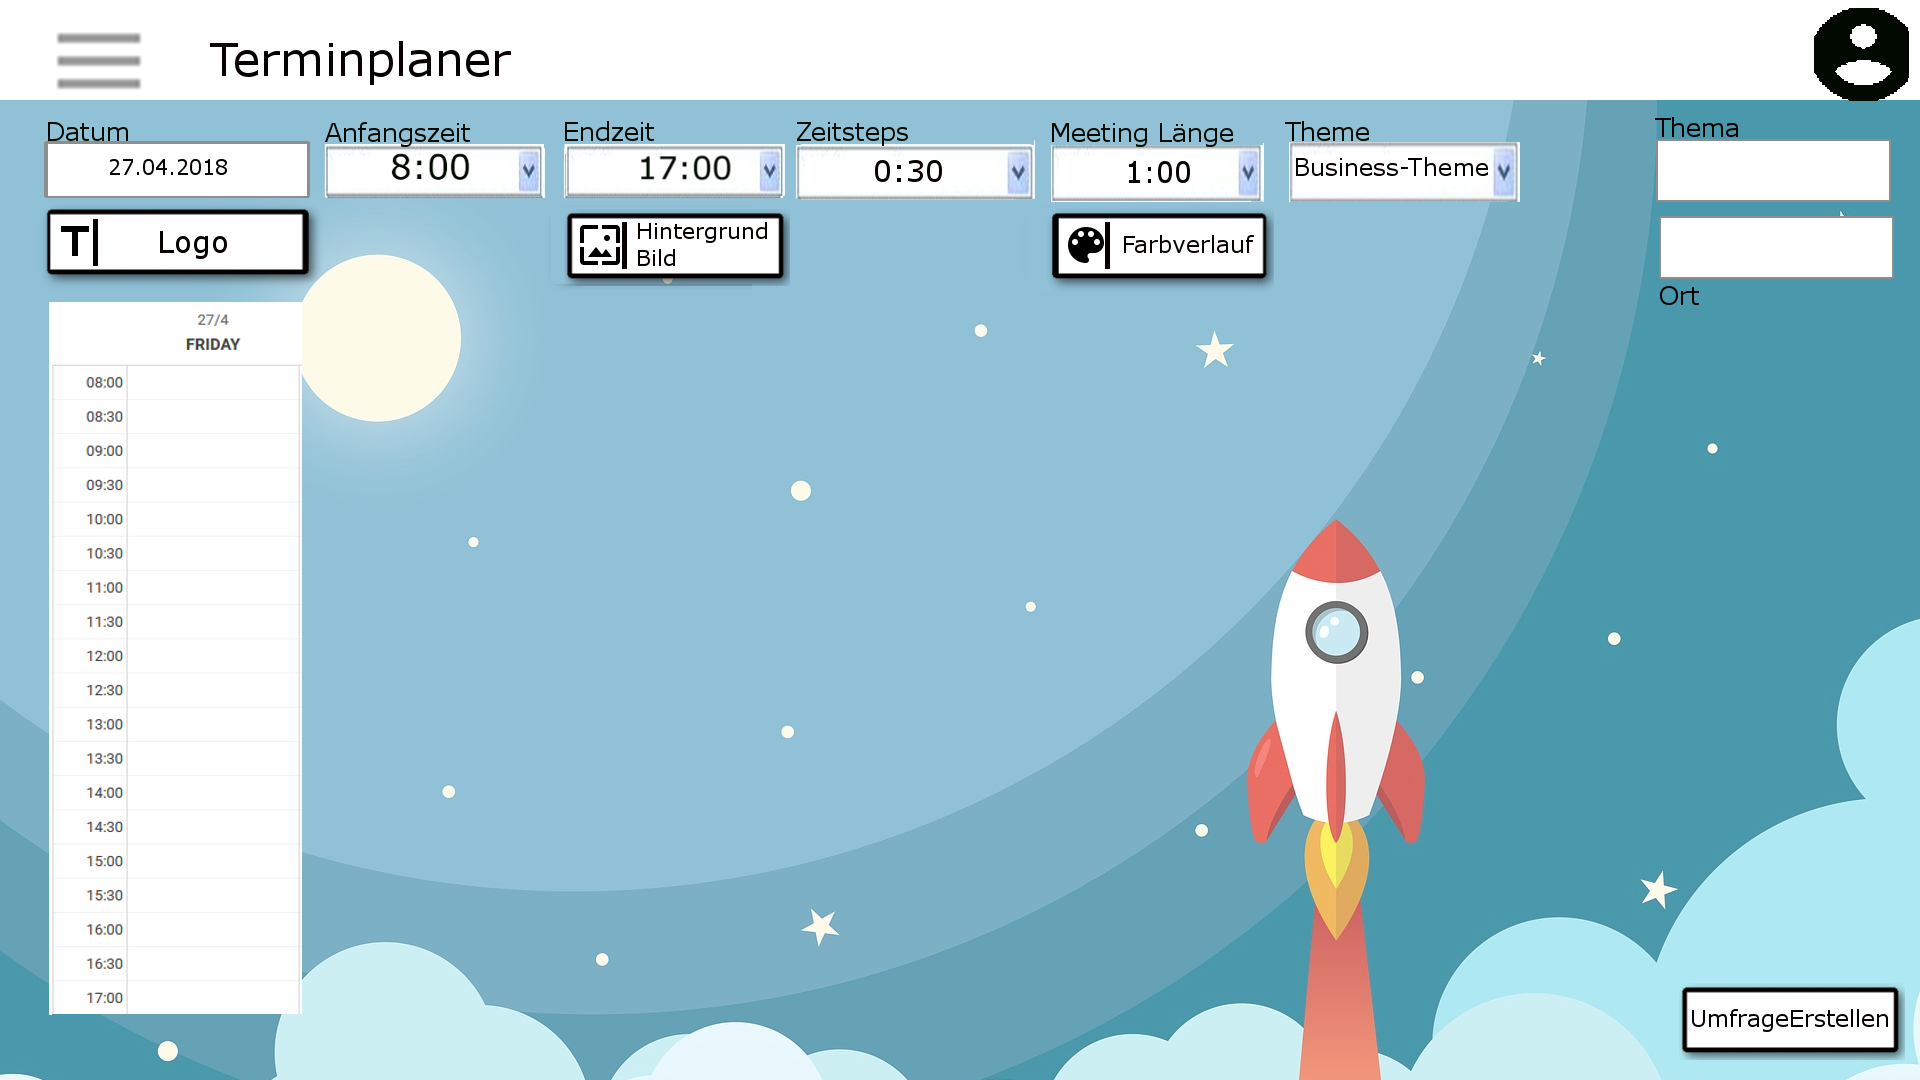 Terminplaner
Datum
Anfangszeit
Endzeit
Zeitsteps
Meeting Länge
Theme
Thema
27.04.2018
8:00
17:00
0:30
1:00
Business-Theme
T
Logo
Hintergrund
Bild
Farbverlauf
Ort
27/4
FRIDAY
08:00
08:30
09:00
09:30
10:00
10:30
11:00
11:30
12:00
12:30
13:00
13:30
14:00
14:30
15:00
15:30
16:00
16:30
17:00
UmfrageErstellen